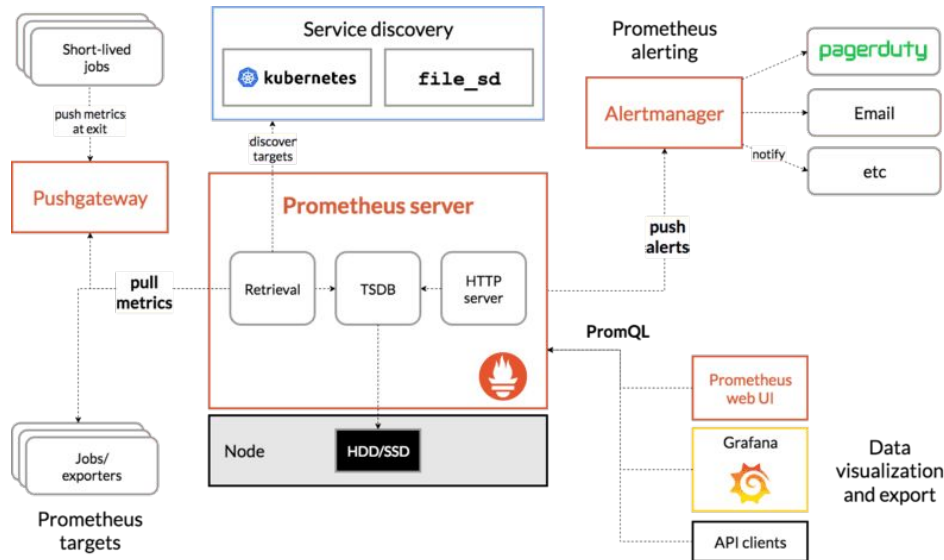 Short-lived
jobs
push metrics
at exit
Pushgateway
pull
metrics
Jobs/
exporters
Prometheus
targets
Service discovery
kubernetes
file_sd
discover
targets
Prometheus server
Retrieval
TSDB
HTTP
server
Node
HDD/SSD
Prometheus
alerting
Alertmanager
pagerduty
Email
notify
etc
push
alerts
PromQL
Prometheus
web UI
Grafana
API clients
Data
visualization
and export